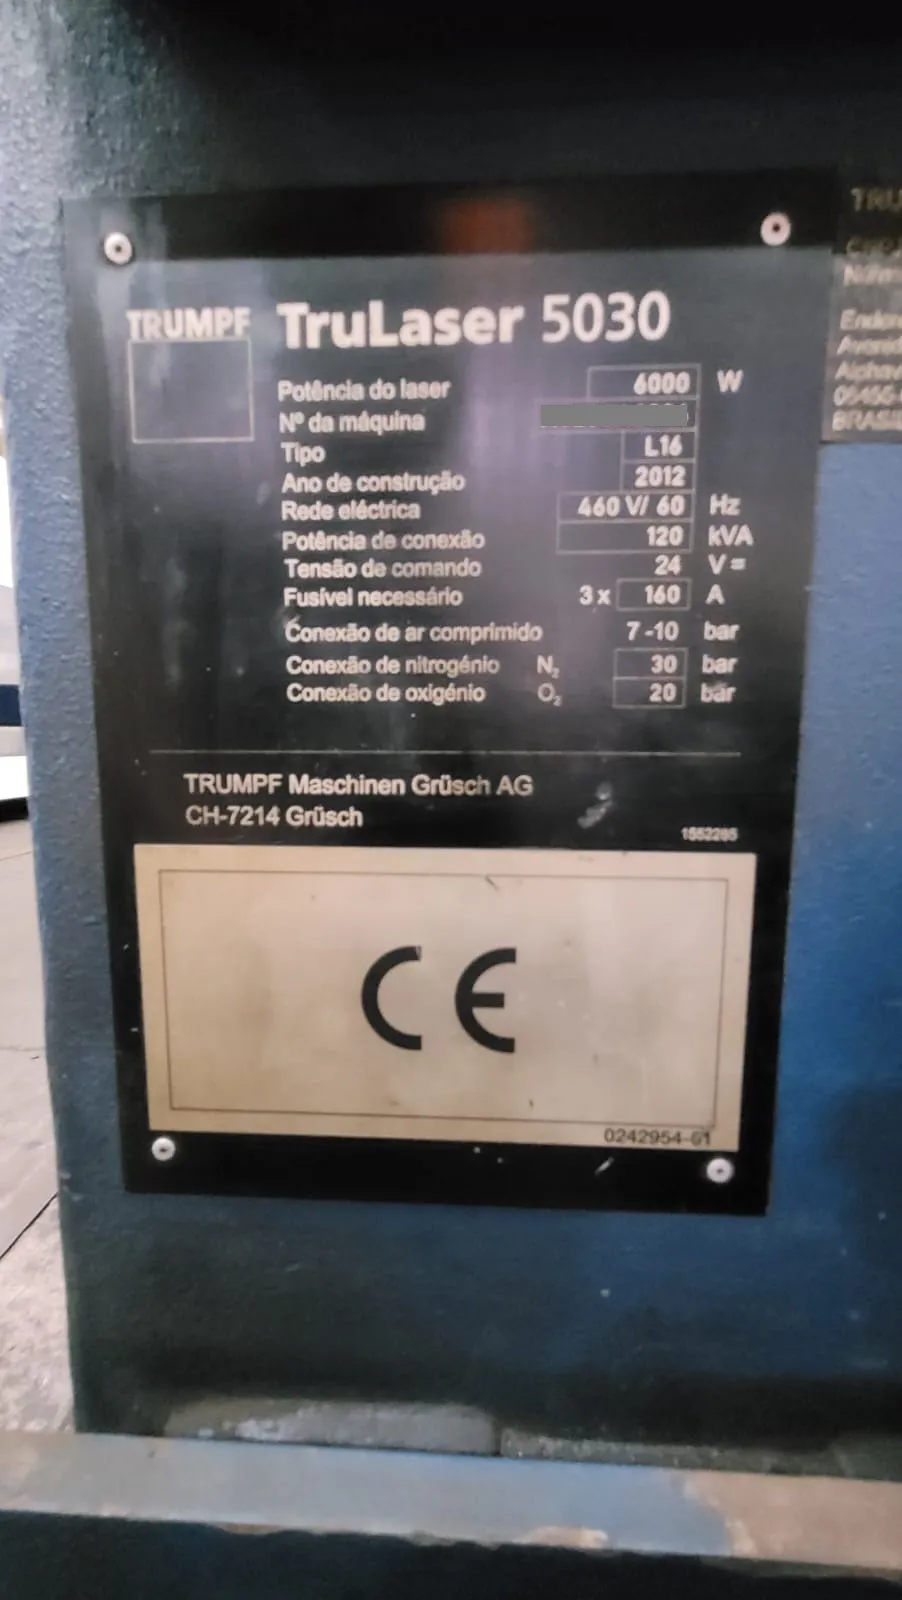 TRUMPF
TruLaser 5030
Potência do laser 6000 W
Nº da máquina
Tipo L16
Ano de construção 2012
Rede eléctrica 460 V/ 60 Hz
Potência de conexão 120 kVA
Tensão de comando 24 V=
Fusível necessário 3 x 160 A
Conexão de ar comprimido 7-10 bar
Conexão de nitrogénio N₂ 30 bar
Conexão de oxigénio O₂ 20 bar
TRUMPF Maschinen Grüsch AG
CH-7214 Grüsch
1552285
CE
0242954-01
TRU